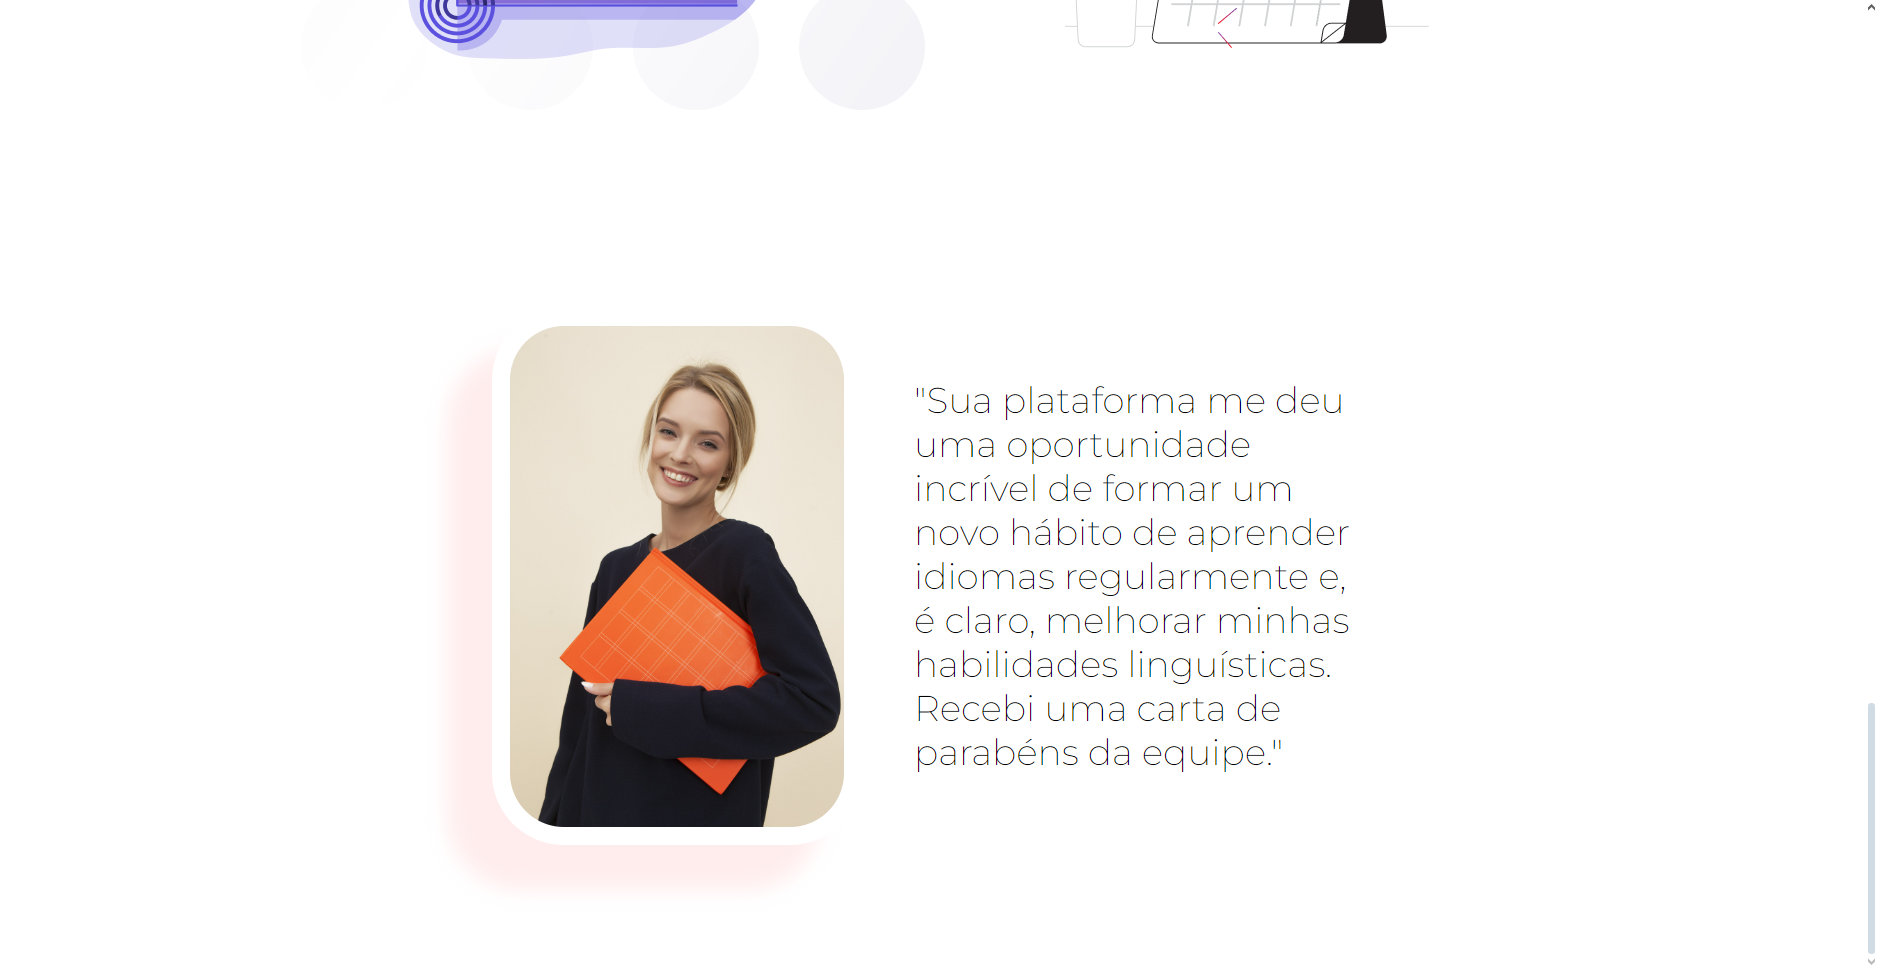 "Sua plataforma me deu
uma oportunidade
incrível de formar um
novo hábito de aprender
idiomas regularmente e,
é claro, melhorar minhas
habilidades linguísticas.
Recebi uma carta de
parabéns da equipe."